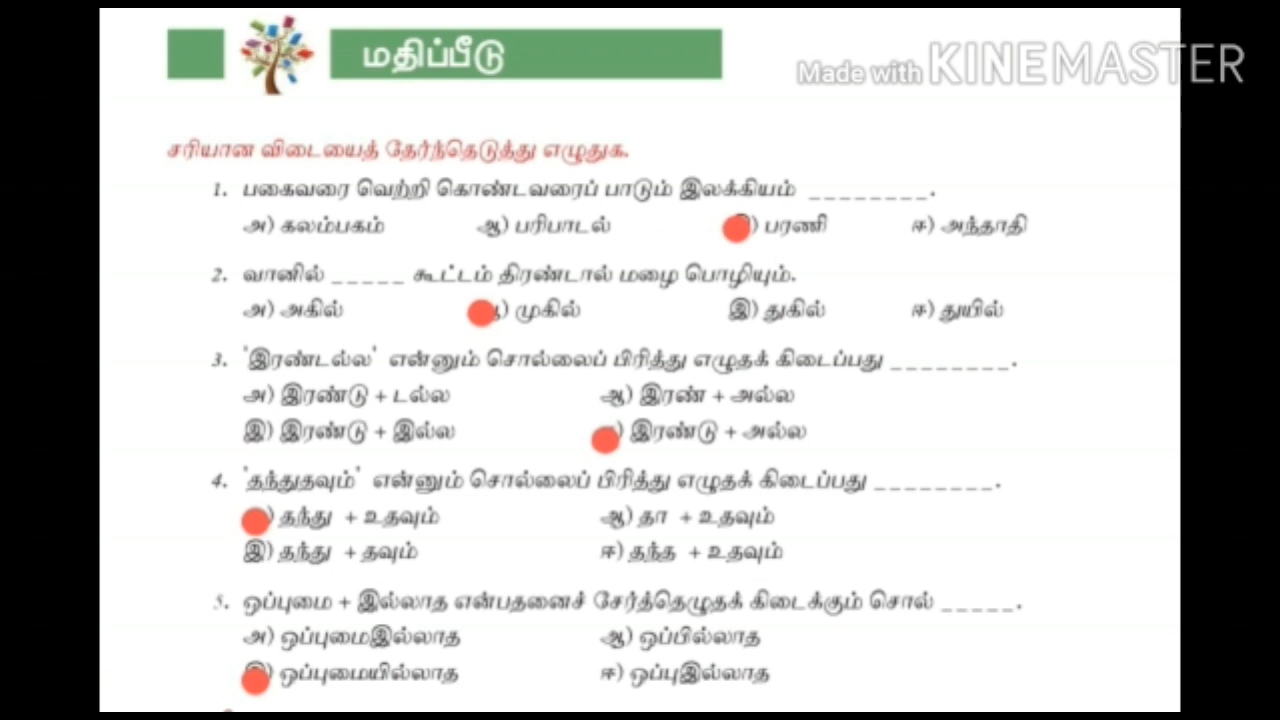 மதிப்பீடு
Made with KINEMASTER
சரியான விடையைத் தேர்ந்தெடுத்து எழுதுக.
1. பகைவரை வெற்றி கொண்டவரைப் பாடும் இலக்கியம் ________.
அ) கலம்பகம் ஆ) பரிபாடல் ) பரணி ஈ) அந்தாதி
2. வானில் _____ கூட்டம் திரண்டால் மழை பொழியும்.
அ) அகில் ) முகில் இ) துகில் ஈ) துயில்
3. 'இரண்டல்ல' என்னும் சொல்லைப் பிரித்து எழுதக் கிடைப்பது ________.
அ) இரண்டு + டல்ல ஆ) இரண் + அல்ல
இ) இரண்டு + இல்ல ) இரண்டு + அல்ல
4. 'தந்துதவும்' என்னும் சொல்லைப் பிரித்து எழுதக் கிடைப்பது ________.
) தந்து + உதவும் ஆ) தா + உதவும்
இ) தந்து + தவும் ஈ) தந்த + உதவும்
5. ஒப்புமை + இல்லாத என்பதனைச் சேர்த்தெழுதக் கிடைக்கும் சொல் _____.
அ) ஒப்புமைஇல்லாத ஆ) ஒப்பில்லாத
) ஒப்புமையில்லாத ஈ) ஒப்புஇல்லாத